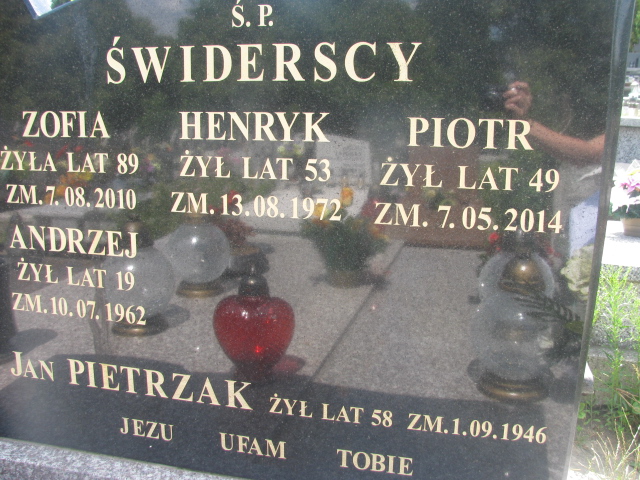 Ś. P.
ŚWIDERSCY
ZOFIA
ŻYŁA LAT 89
ZM. 7.08.2010
HENRYK
ŻYŁ LAT 53
ZM. 13.08.1972
PIOTR
ŻYŁ LAT 49
ZM. 7.05.2014
ANDRZEJ
ŻYŁ LAT 19
ZM. 10.07.1962
JAN PIETRZAK ŻYŁ LAT 58 ZM. 1.09.1946
JEZU UFAM TOBIE